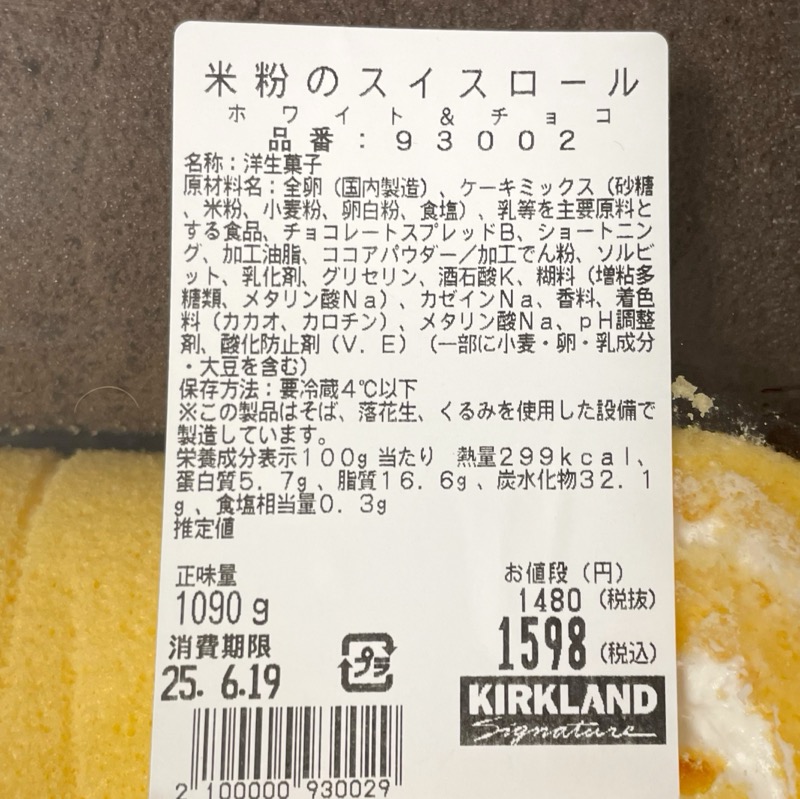 米粉のスイスロール
ホワイト&チョコ
品番:93002
名称:洋生菓子
原材料名:全卵(国内製造)、ケーキミックス(砂糖
、米粉、小麦粉、卵白粉、食塩)、乳等を主要原料と
する食品、チョコレートスプレッドB、ショートニン
グ、加工油脂、ココアパウダー/加工でん粉、ソルビ
ット、乳化剤、グリセリン、酒石酸K、糊料(増粘多
糖類、メタリン酸Na)、カゼインNa、香料、着色
料(カカオ、カロチン)、メタリン酸Na、pH調整
剤、酸化防止剤(V.E)(一部に小麦・卵・乳成分
・大豆を含む)
保存方法:要冷蔵4℃以下
※この製品はそば、落花生、くるみを使用した設備で
製造しています。
栄養成分表示100g当たり 熱量299kcal、
蛋白質5.7g、脂質16.6g、炭水化物32.1
g、食塩相当量0.3g
推定値
正味量
1090g
お値段(円)
1480(税抜)
1598(税込)
消費期限
25.6.19
プラ
KIRKLAND
Signature
2 100000 930029